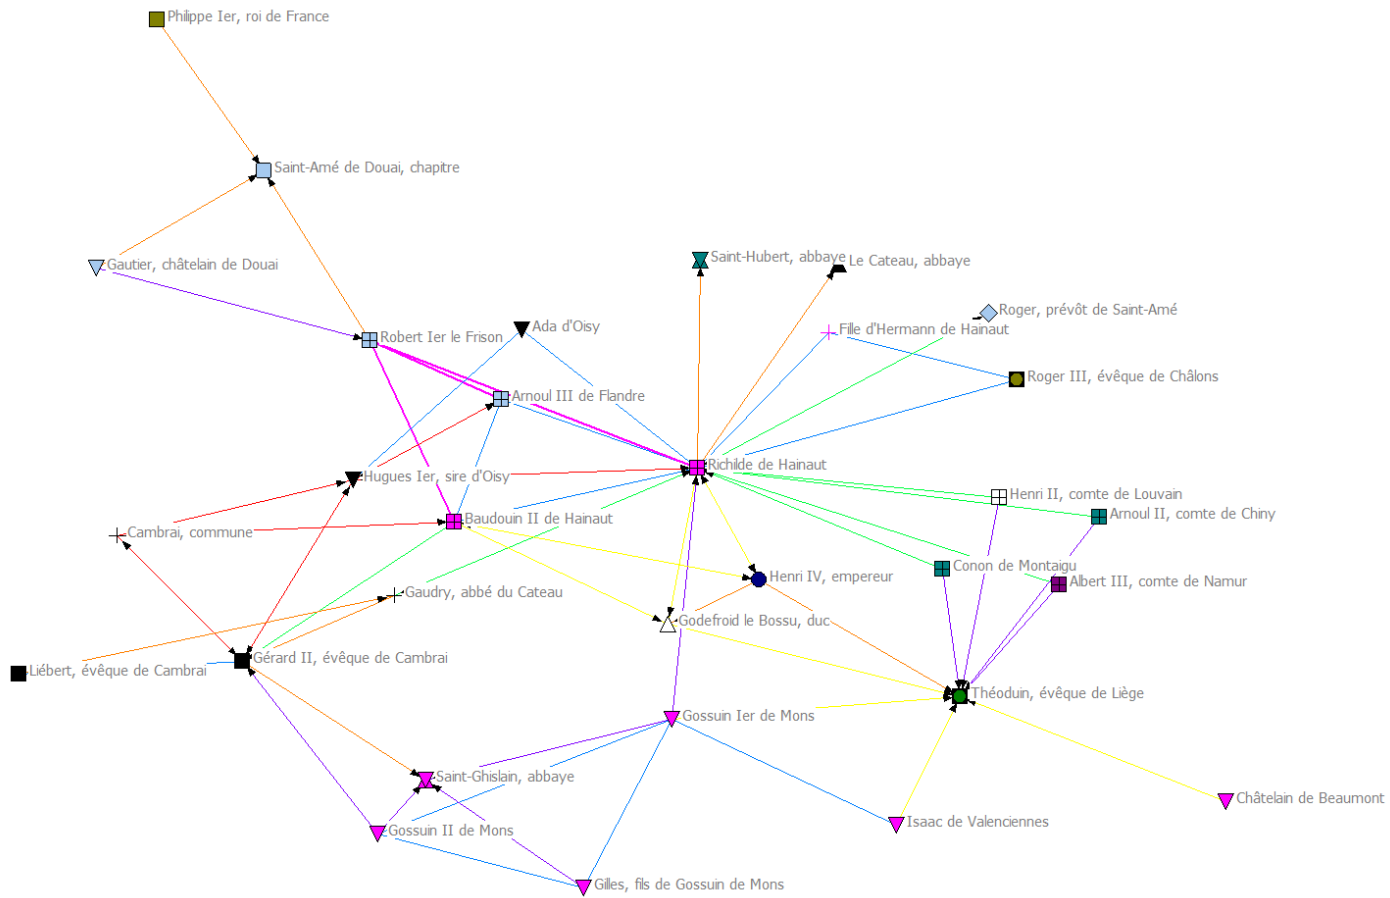 Philippe Ier, roi de France
Saint-Amé de Douai, chapitre
Gautier, châtelain de Douai
Saint-Hubert, abbaye
Le Cateau, abbaye
Roger, prévôt de Saint-Amé
Ada d'Oisy
Fille d'Hermann de Hainaut
Robert Ier le Frison
Roger III, évêque de Châlons
Arnoul III de Flandre
Richilde de Hainaut
Hugues Ier, sire d'Oisy
Henri II, comte de Louvain
Arnoul II, comte de Chiny
Baudouin II de Hainaut
Cambrai, commune
Conon de Montaigu
Henri IV, empereur
Albert III, comte de Namur
Gaudry, abbé du Cateau
Godefroid le Bossu, duc
Gérard II, évêque de Cambrai
Liébert, évêque de Cambrai
Théoduin, évêque de Liège
Gossuin Ier de Mons
Saint-Ghislain, abbaye
Châtelain de Beaumont
Isaac de Valenciennes
Gossuin II de Mons
Gilles, fils de Gossuin de Mons